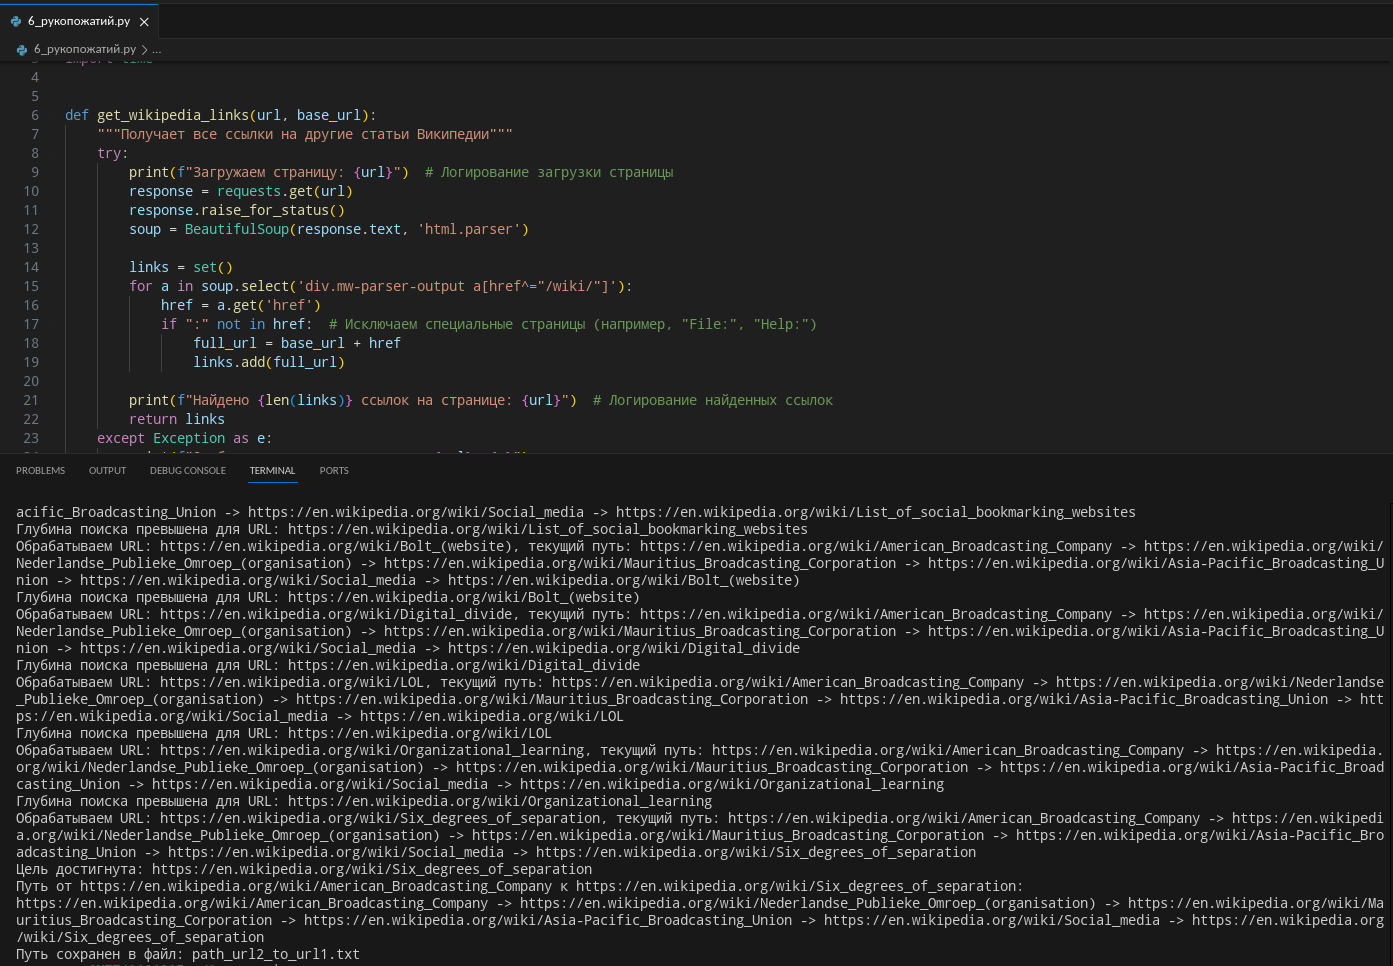 6_рукопожатий.py
6_рукопожатий.py > ...
3 import time
4
5
6 def get_wikipedia_links(url, base_url):
7 """Получает все ссылки на другие статьи Википедии"""
8 try:
9 print(f"Загружаем страницу: {url}")  # Логирование загрузки страницы
10 response = requests.get(url)
11 response.raise_for_status()
12 soup = BeautifulSoup(response.text, 'html.parser')
13
14 links = set()
15 for a in soup.select('div.mw-parser-output a[href^="/wiki/"]'):
16 href = a.get('href')
17 if ":" not in href:  # Исключаем специальные страницы (например, "File:", "Help:")
18 full_url = base_url + href
19 links.add(full_url)
20
21 print(f"Найдено {len(links)} ссылок на странице: {url}")  # Логирование найденных ссылок
22 return links
23 except Exception as e:
PROBLEMS OUTPUT DEBUG CONSOLE TERMINAL PORTS
acific_Broadcasting_Union -> https://en.wikipedia.org/wiki/Social_media -> https://en.wikipedia.org/wiki/List_of_social_bookmarking_websites
Глубина поиска превышена для URL: https://en.wikipedia.org/wiki/List_of_social_bookmarking_websites
Обрабатываем URL: https://en.wikipedia.org/wiki/Bolt_(website), текущий путь: https://en.wikipedia.org/wiki/American_Broadcasting_Company -> https://en.wikipedia.org/wiki/
Nederlandse_Publieke_Omroep_(organisation) -> https://en.wikipedia.org/wiki/Mauritius_Broadcasting_Corporation -> https://en.wikipedia.org/wiki/Asia-Pacific_Broadcasting_U
nion -> https://en.wikipedia.org/wiki/Social_media -> https://en.wikipedia.org/wiki/Bolt_(website)
Глубина поиска превышена для URL: https://en.wikipedia.org/wiki/Bolt_(website)
Обрабатываем URL: https://en.wikipedia.org/wiki/Digital_divide, текущий путь: https://en.wikipedia.org/wiki/American_Broadcasting_Company -> https://en.wikipedia.org/wiki/
Nederlandse_Publieke_Omroep_(organisation) -> https://en.wikipedia.org/wiki/Mauritius_Broadcasting_Corporation -> https://en.wikipedia.org/wiki/Asia-Pacific_Broadcasting_U
nion -> https://en.wikipedia.org/wiki/Social_media -> https://en.wikipedia.org/wiki/Digital_divide
Глубина поиска превышена для URL: https://en.wikipedia.org/wiki/Digital_divide
Обрабатываем URL: https://en.wikipedia.org/wiki/LOL, текущий путь: https://en.wikipedia.org/wiki/American_Broadcasting_Company -> https://en.wikipedia.org/wiki/Nederlandse
_Publieke_Omroep_(organisation) -> https://en.wikipedia.org/wiki/Mauritius_Broadcasting_Corporation -> https://en.wikipedia.org/wiki/Asia-Pacific_Broadcasting_Union -> htt
ps://en.wikipedia.org/wiki/Social_media -> https://en.wikipedia.org/wiki/LOL
Глубина поиска превышена для URL: https://en.wikipedia.org/wiki/LOL
Обрабатываем URL: https://en.wikipedia.org/wiki/Organizational_learning, текущий путь: https://en.wikipedia.org/wiki/American_Broadcasting_Company -> https://en.wikipedia.
org/wiki/Nederlandse_Publieke_Omroep_(organisation) -> https://en.wikipedia.org/wiki/Mauritius_Broadcasting_Corporation -> https://en.wikipedia.org/wiki/Asia-Pacific_Broad
casting_Union -> https://en.wikipedia.org/wiki/Social_media -> https://en.wikipedia.org/wiki/Organizational_learning
Глубина поиска превышена для URL: https://en.wikipedia.org/wiki/Organizational_learning
Обрабатываем URL: https://en.wikipedia.org/wiki/Six_degrees_of_separation, текущий путь: https://en.wikipedia.org/wiki/American_Broadcasting_Company -> https://en.wikipedi
a.org/wiki/Nederlandse_Publieke_Omroep_(organisation) -> https://en.wikipedia.org/wiki/Mauritius_Broadcasting_Corporation -> https://en.wikipedia.org/wiki/Asia-Pacific_Bro
adcasting_Union -> https://en.wikipedia.org/wiki/Social_media -> https://en.wikipedia.org/wiki/Six_degrees_of_separation
Цель достигнута: https://en.wikipedia.org/wiki/Six_degrees_of_separation
Путь от https://en.wikipedia.org/wiki/American_Broadcasting_Company к https://en.wikipedia.org/wiki/Six_degrees_of_separation:
https://en.wikipedia.org/wiki/American_Broadcasting_Company -> https://en.wikipedia.org/wiki/Nederlandse_Publieke_Omroep_(organisation) -> https://en.wikipedia.org/wiki/Ma
uritius_Broadcasting_Corporation -> https://en.wikipedia.org/wiki/Asia-Pacific_Broadcasting_Union -> https://en.wikipedia.org/wiki/Social_media -> https://en.wikipedia.org
/wiki/Six_degrees_of_separation
Путь сохранен в файл: path_url2_to_url1.txt